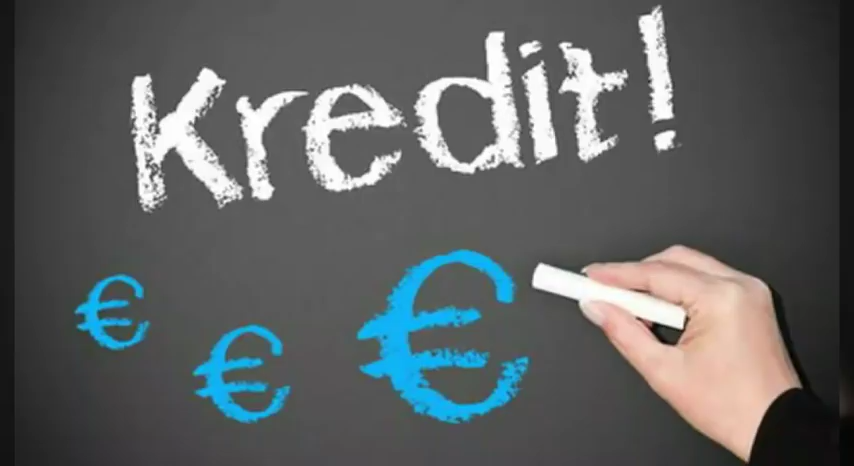 Kredit!
€ € €